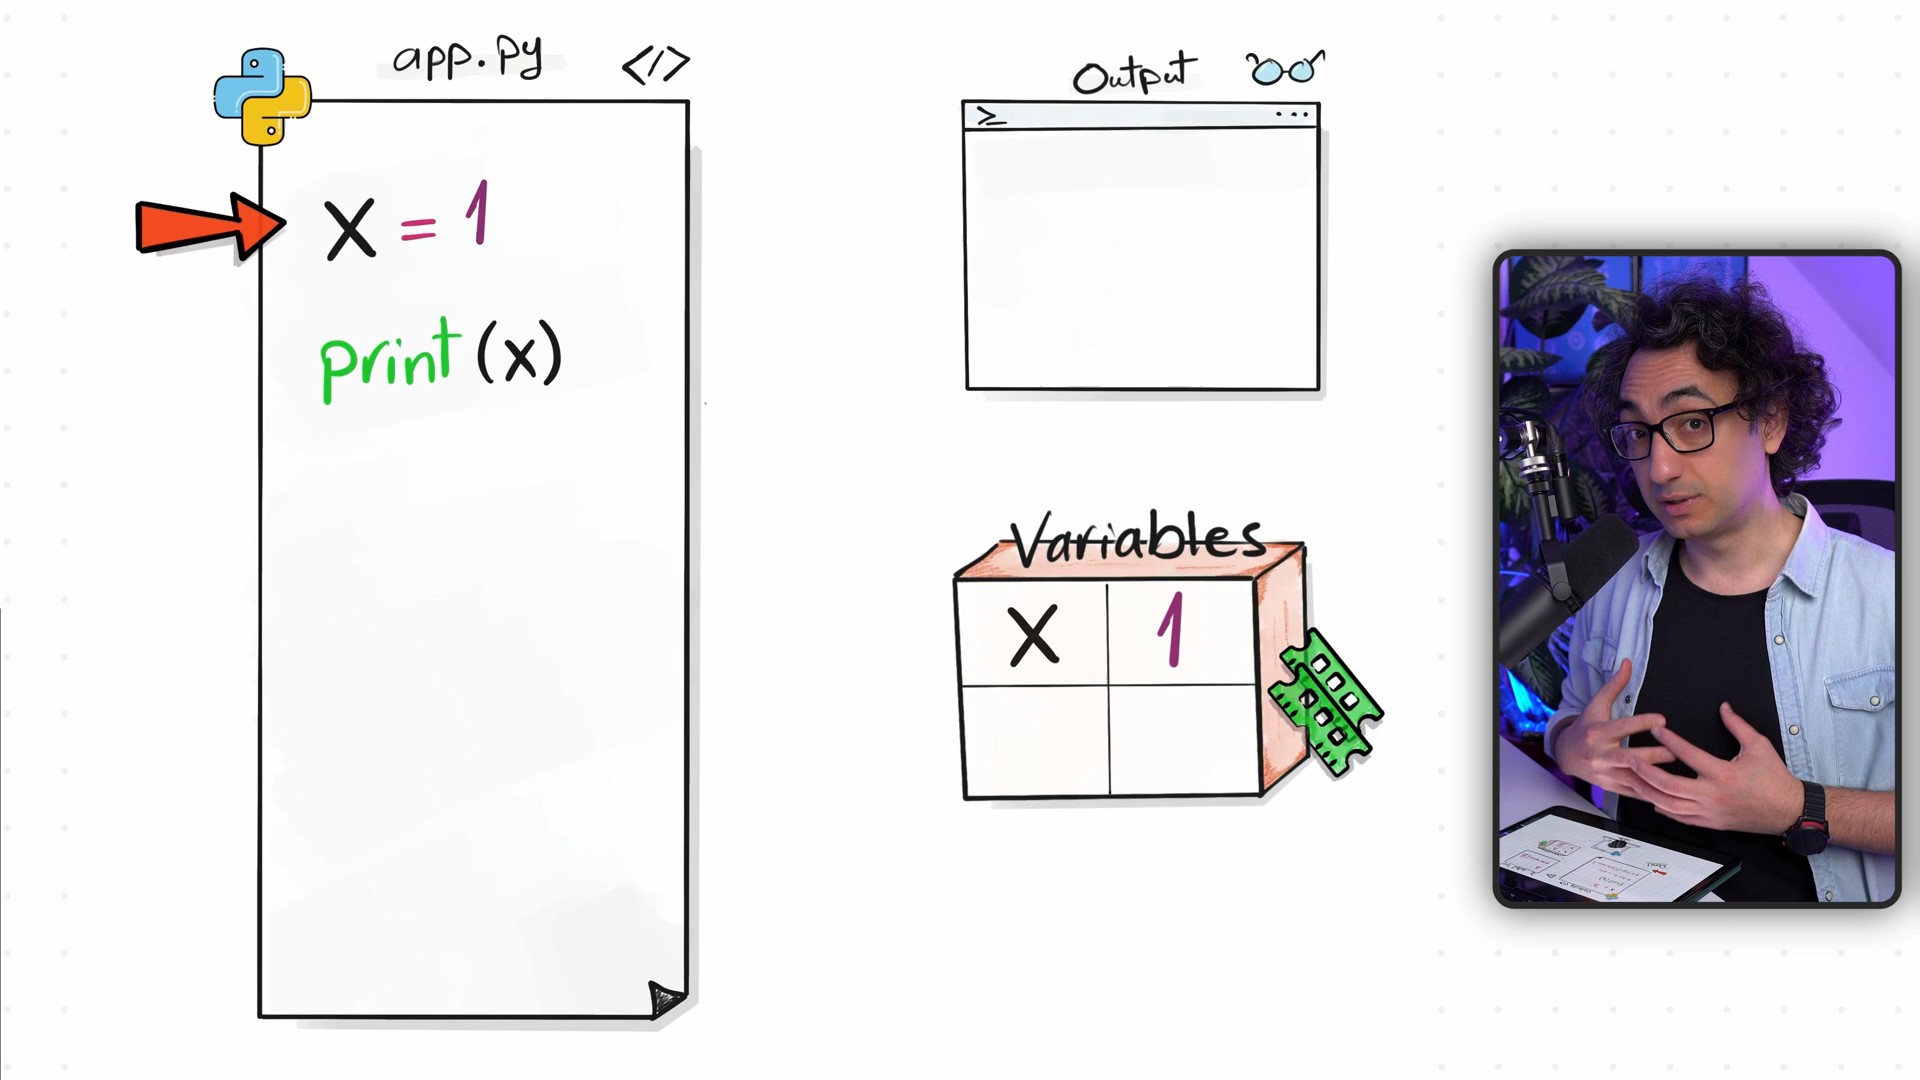 app.py </>
x = 1
print (x)
Output
>_ ...
Variables
x 1